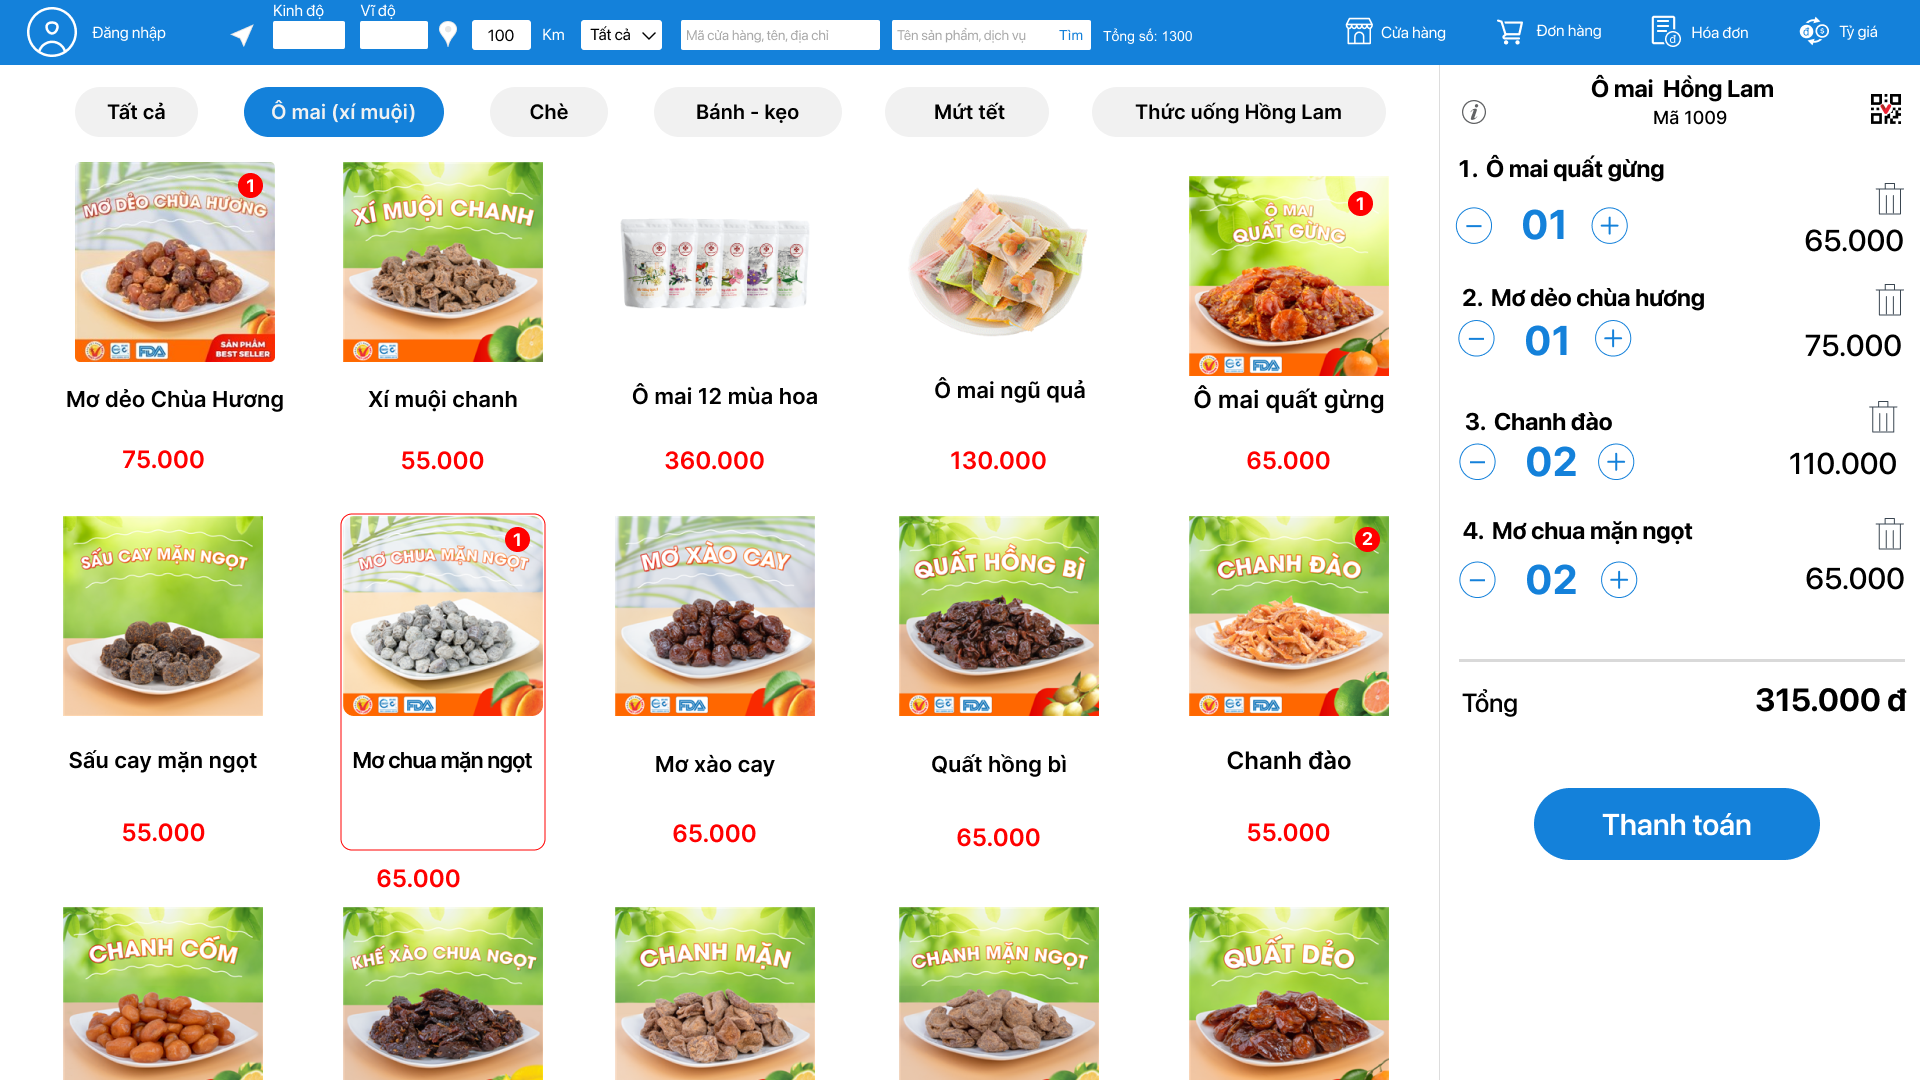 Đăng nhập
Kinh độ
Vĩ độ
100
Km
Tất cả
Mã cửa hàng, tên, địa chỉ
Tên sản phẩm, dịch vụ
Tìm
Tổng số: 1300
Cửa hàng
Đơn hàng
Hóa đơn
Tỷ giá
Tất cả
Ô mai (xí muội)
Chè
Bánh - kẹo
Mứt tết
Thức uống Hồng Lam
MƠ DẺO CHÙA HƯƠNG
1
FDA
SẢN PHẨM
BEST SELLER
XÍ MUỘI CHANH
Ô MAI
QUẤT GỪNG
1
FDA
Mơ dẻo Chùa Hương
Xí muội chanh
Ô mai 12 mùa hoa
Ô mai ngũ quả
Ô mai quất gừng
75.000
55.000
360.000
130.000
65.000
SẤU CAY MẶN NGỌT
MƠ CHUA MẶN NGỌT
1
FDA
MƠ XÀO CAY
FDA
QUẤT HỒNG BÌ
FDA
CHANH ĐÀO
2
FDA
Sấu cay mặn ngọt
Mơ chua mặn ngọt
Mơ xào cay
Quất hồng bì
Chanh đào
55.000
65.000
65.000
65.000
55.000
CHANH CỐM
KHẾ XÀO CHUA NGỌT
CHANH MẶN
CHANH MẶN NGỌT
QUẤT DẺO
Ô mai  Hồng Lam
Mã 1009
1. Ô mai quất gừng
01
65.000
2. Mơ dẻo chùa hương
01
75.000
3. Chanh đào
02
110.000
4. Mơ chua mặn ngọt
02
65.000
Tổng
315.000 đ
Thanh toán